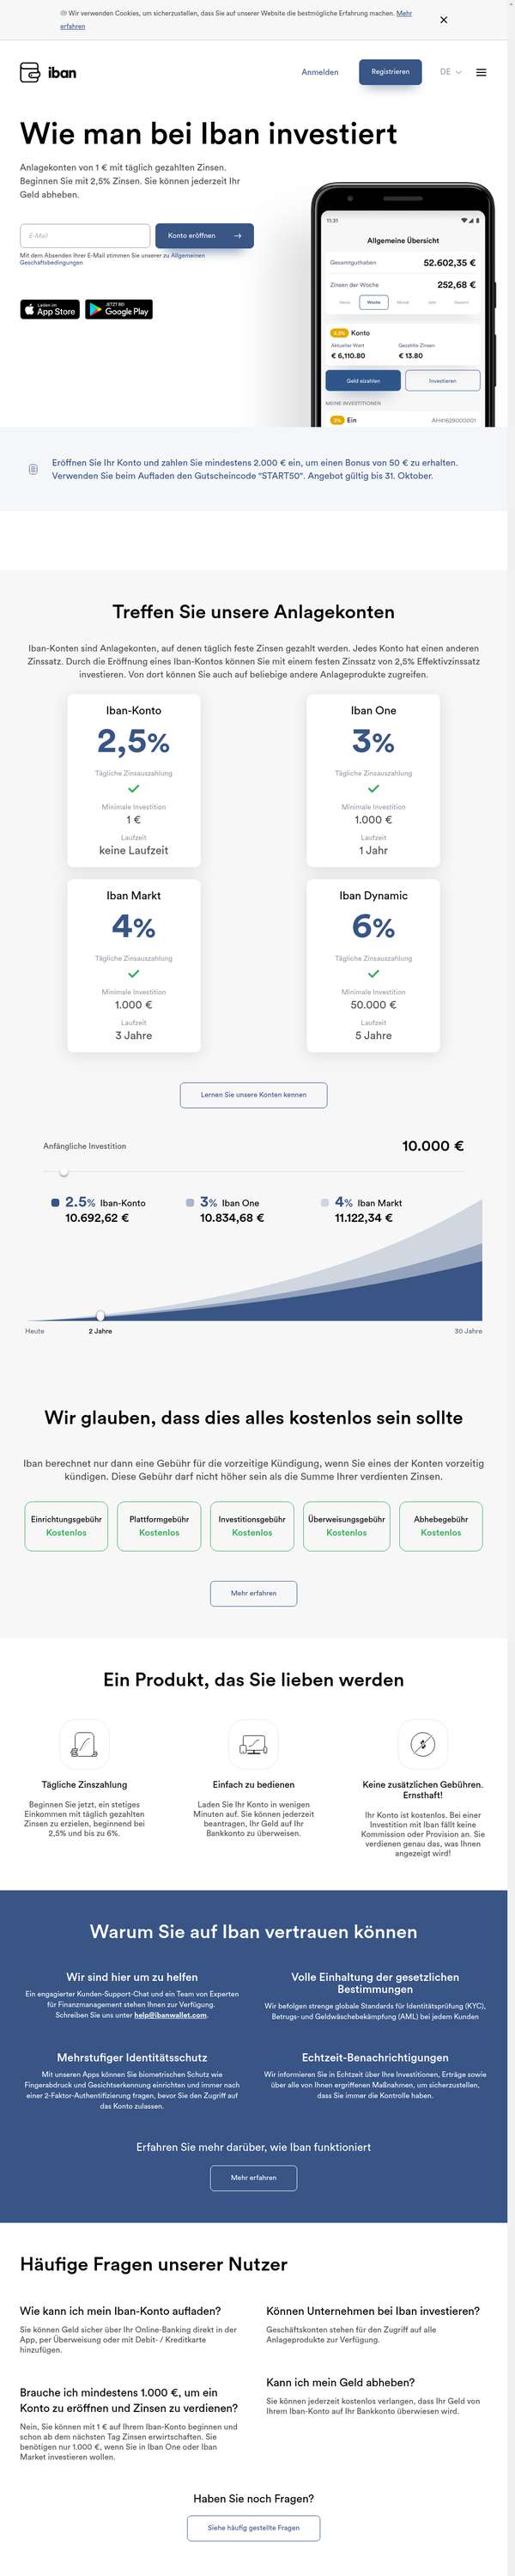 Wir verwenden Cookies, um sicherzustellen, dass Sie auf unserer Website die bestmögliche Erfahrung machen. Mehr
erfahren
iban
Anmelden
Registrieren
DE
Wie man bei Iban investiert
Anlagekonten von 1 € mit täglich gezahlten Zinsen.
Beginnen Sie mit 2,5% Zinsen. Sie können jederzeit Ihr
Geld abheben.
E-Mail
Konto eröffnen
Mit dem Absenden Ihrer E-Mail stimmen Sie unserer zu Allgemeinen
Geschäftsbedingungen
Laden im
App Store
JETZT BEI
Google Play
11:31
Allgemeine Übersicht
Gesamtguthaben
52.602,35 €
Zinsen der Woche
252,68 €
Heute
Woche
Monat
Jahr
Gesamt
2,5%
Konto
Aktueller Wert
Gezahlte Zinsen
€ 6,110.80
€ 13.80
Geld eizahlen
Investieren
MEINE INVESTITIONEN
3%
Ein
Eröffnen Sie Ihr Konto und zahlen Sie mindestens 2.000 € ein, um einen Bonus von 50 € zu erhalten.
Verwenden Sie beim Aufladen den Gutscheincode "START50". Angebot gültig bis 31. Oktober.
Treffen Sie unsere Anlagekonten
Iban-Konten sind Anlagekonten, auf denen täglich feste Zinsen gezahlt werden. Jedes Konto hat einen anderen
Zinssatz. Durch die Eröffnung eines Iban-Kontos können Sie mit einem festen Zinssatz von 2,5% Effektivzinssatz
investieren. Von dort können Sie auch auf beliebige andere Anlageprodukte zugreifen.
Iban-Konto
2,5%
Tägliche Zinsauszahlung
Minimale Investition
1 €
Laufzeit
keine Laufzeit
Iban One
3%
Tägliche Zinsauszahlung
Minimale Investition
1.000 €
Laufzeit
1 Jahr
Iban Markt
4%
Tägliche Zinsauszahlung
Minimale Investition
1.000 €
Laufzeit
3 Jahre
Iban Dynamic
6%
Tägliche Zinsauszahlung
Minimale Investition
50.000 €
Laufzeit
5 Jahre
Lernen Sie unsere Konten kennen
Anfängliche Investition
10.000 €
2.5% Iban-Konto
10.692,62 €
3% Iban One
10.834,68 €
4% Iban Markt
11.122,34 €
Heute
2 Jahre
30 Jahre
Wir glauben, dass dies alles kostenlos sein sollte
Iban berechnet nur dann eine Gebühr für die vorzeitige Kündigung, wenn Sie eines der Konten vorzeitig
kündigen. Diese Gebühr darf nicht höher sein als die Summe Ihrer verdienten Zinsen.
Einrichtungsgebühr
Kostenlos
Plattformgebühr
Kostenlos
Investitionsgebühr
Kostenlos
Überweisungsgebühr
Kostenlos
Abhebegebühr
Kostenlos
Mehr erfahren
Ein Produkt, das Sie lieben werden
Tägliche Zinszahlung
Beginnen Sie jetzt, ein stetiges
Einkommen mit täglich gezahlten
Zinsen zu erzielen, beginnend bei
2,5% und bis zu 6%.
Einfach zu bedienen
Laden Sie Ihr Konto in wenigen
Minuten auf. Sie können jederzeit
beantragen, Ihr Geld auf Ihr
Bankkonto zu überweisen.
Keine zusätzlichen Gebühren.
Ernsthaft!
Ihr Konto ist kostenlos. Bei einer
Investition mit Iban fällt keine
Kommission oder Provision an. Sie
verdienen genau das, was Ihnen
angezeigt wird!
Warum Sie auf Iban vertrauen können
Wir sind hier um zu helfen
Ein engagierter Kunden-Support-Chat und ein Team von Experten
für Finanzmanagement stehen Ihnen zur Verfügung.
Schreiben Sie uns unter help@ibanwallet.com.
Volle Einhaltung der gesetzlichen
Bestimmungen
Wir befolgen strenge globale Standards für Identitätsprüfung (KYC),
Betrugs- und Geldwäschebekämpfung (AML) bei jedem Kunden
Mehrstufiger Identitätsschutz
Mit unseren Apps können Sie biometrischen Schutz wie
Fingerabdruck und Gesichtserkennung einrichten und immer nach
einer 2-Faktor-Authentifizierung fragen, bevor Sie den Zugriff auf
das Konto zulassen.
Echtzeit-Benachrichtigungen
Wir informieren Sie in Echtzeit über Ihre Investitionen, Erträge sowie
über alle von Ihnen ergriffenen Maßnahmen, um sicherzustellen,
dass Sie immer die Kontrolle haben.
Erfahren Sie mehr darüber, wie Iban funktioniert
Mehr erfahren
Häufige Fragen unserer Nutzer
Wie kann ich mein Iban-Konto aufladen?
Sie können Geld sicher über Ihr Online-Banking direkt in der
App, per Überweisung oder mit Debit- / Kreditkarte
hinzufügen.
Können Unternehmen bei Iban investieren?
Geschäftskonten stehen für den Zugriff auf alle
Anlageprodukte zur Verfügung.
Brauche ich mindestens 1.000 €, um ein
Konto zu eröffnen und Zinsen zu verdienen?
Nein, Sie können mit 1 € auf Ihrem Iban-Konto beginnen und
schon ab dem nächsten Tag Zinsen erwirtschaften. Sie
benötigen nur 1.000 €, wenn Sie in Iban One oder Iban
Market investieren wollen.
Kann ich mein Geld abheben?
Sie können jederzeit kostenlos verlangen, dass Ihr Geld von
Ihrem Iban-Konto auf Ihr Bankkonto überwiesen wird.
Haben Sie noch Fragen?
Siehe häufig gestellte Fragen